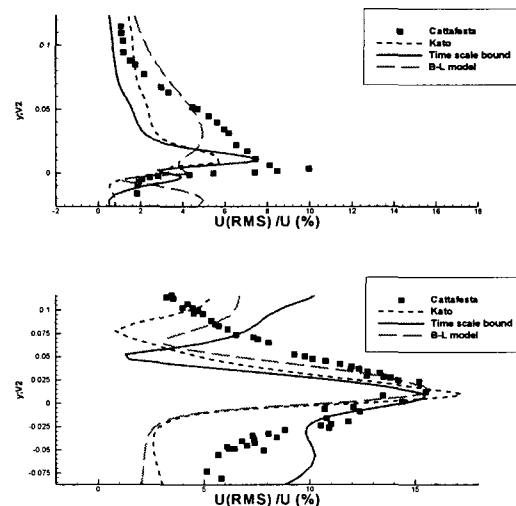 0.1
0.05
0
y/V2
-2
0
2
4
6
8
10
12
14
16
18
U(RMS) /U (%)
Cattafesta
Kato
Time scale bound
B-L model
0.1
0.075
0.05
0.025
0
-0.025
-0.05
-0.075
y/V2
0
5
10
15
U(RMS) /U (%)
Cattafesta
Kato
Time scale bound
B-L model